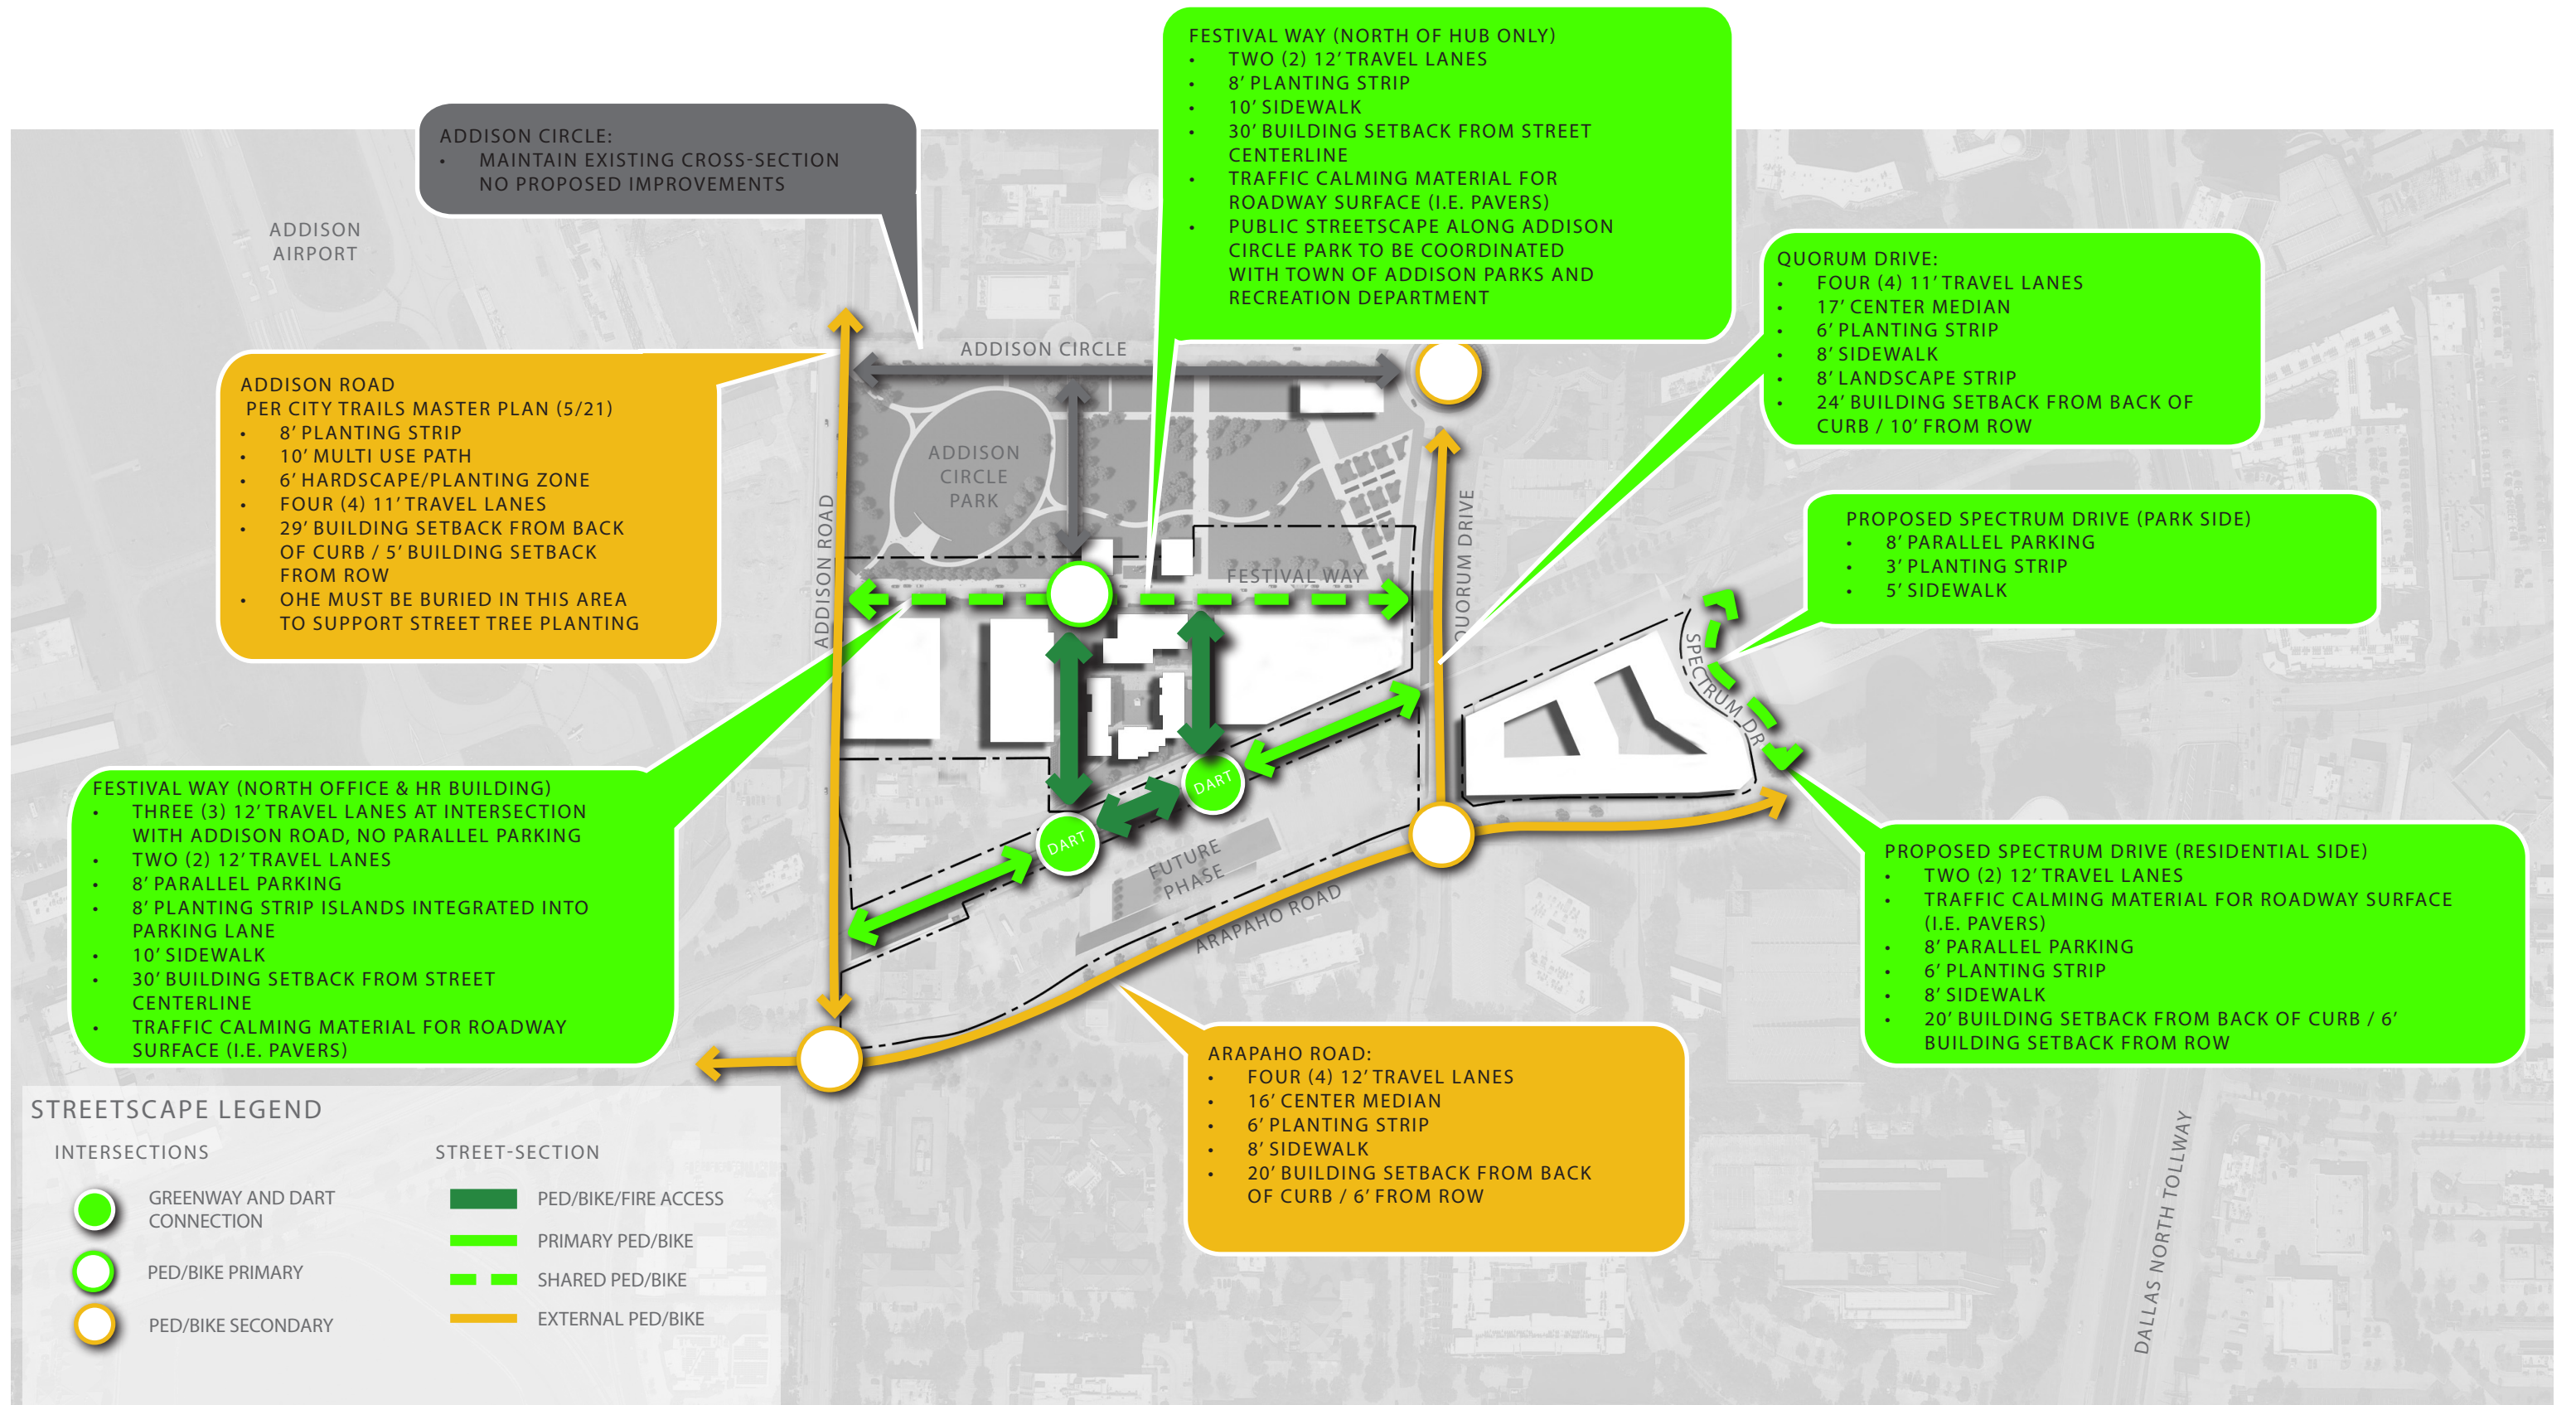 FESTIVAL WAY (NORTH OF HUB ONLY)
• TWO (2) 12' TRAVEL LANES
• 8' PLANTING STRIP
• 10' SIDEWALK
• 30' BUILDING SETBACK FROM STREET
CENTERLINE
• TRAFFIC CALMING MATERIAL FOR
ROADWAY SURFACE (I.E. PAVERS)
• PUBLIC STREETSCAPE ALONG ADDISON
CIRCLE PARK TO BE COORDINATED
WITH TOWN OF ADDISON PARKS AND
RECREATION DEPARTMENT
ADDISON CIRCLE:
• MAINTAIN EXISTING CROSS-SECTION
NO PROPOSED IMPROVEMENTS
ADDISON
AIRPORT
QUORUM DRIVE:
• FOUR (4) 11' TRAVEL LANES
• 17' CENTER MEDIAN
• 6' PLANTING STRIP
• 8' SIDEWALK
• 8' LANDSCAPE STRIP
• 24' BUILDING SETBACK FROM BACK OF
CURB / 10' FROM ROW
ADDISON CIRCLE
ADDISON ROAD
PER CITY TRAILS MASTER PLAN (5/21)
• 8' PLANTING STRIP
• 10' MULTI USE PATH
• 6' HARDSCAPE/PLANTING ZONE
• FOUR (4) 11' TRAVEL LANES
• 29' BUILDING SETBACK FROM BACK
OF CURB / 5' BUILDING SETBACK
FROM ROW
• OHE MUST BE BURIED IN THIS AREA
TO SUPPORT STREET TREE PLANTING
ADDISON
CIRCLE
PARK
ADDISON ROAD
QUORUM DRIVE
FESTIVAL WAY
PROPOSED SPECTRUM DRIVE (PARK SIDE)
• 8' PARALLEL PARKING
• 3' PLANTING STRIP
• 5' SIDEWALK
SPECTRUM DR
DART
DART
FUTURE
PHASE
ARAPAHO ROAD
FESTIVAL WAY (NORTH OFFICE & HR BUILDING)
• THREE (3) 12' TRAVEL LANES AT INTERSECTION
WITH ADDISON ROAD, NO PARALLEL PARKING
• TWO (2) 12' TRAVEL LANES
• 8' PARALLEL PARKING
• 8' PLANTING STRIP ISLANDS INTEGRATED INTO
PARKING LANE
• 10' SIDEWALK
• 30' BUILDING SETBACK FROM STREET
CENTERLINE
• TRAFFIC CALMING MATERIAL FOR ROADWAY
SURFACE (I.E. PAVERS)
PROPOSED SPECTRUM DRIVE (RESIDENTIAL SIDE)
• TWO (2) 12' TRAVEL LANES
• TRAFFIC CALMING MATERIAL FOR ROADWAY SURFACE
(I.E. PAVERS)
• 8' PARALLEL PARKING
• 6' PLANTING STRIP
• 8' SIDEWALK
• 20' BUILDING SETBACK FROM BACK OF CURB / 6'
BUILDING SETBACK FROM ROW
ARAPAHO ROAD:
• FOUR (4) 12' TRAVEL LANES
• 16' CENTER MEDIAN
• 6' PLANTING STRIP
• 8' SIDEWALK
• 20' BUILDING SETBACK FROM BACK
OF CURB / 6' FROM ROW
DALLAS NORTH TOLLWAY
STREETSCAPE LEGEND
INTERSECTIONS
GREENWAY AND DART
CONNECTION
PED/BIKE PRIMARY
PED/BIKE SECONDARY
STREET-SECTION
PED/BIKE/FIRE ACCESS
PRIMARY PED/BIKE
SHARED PED/BIKE
EXTERNAL PED/BIKE